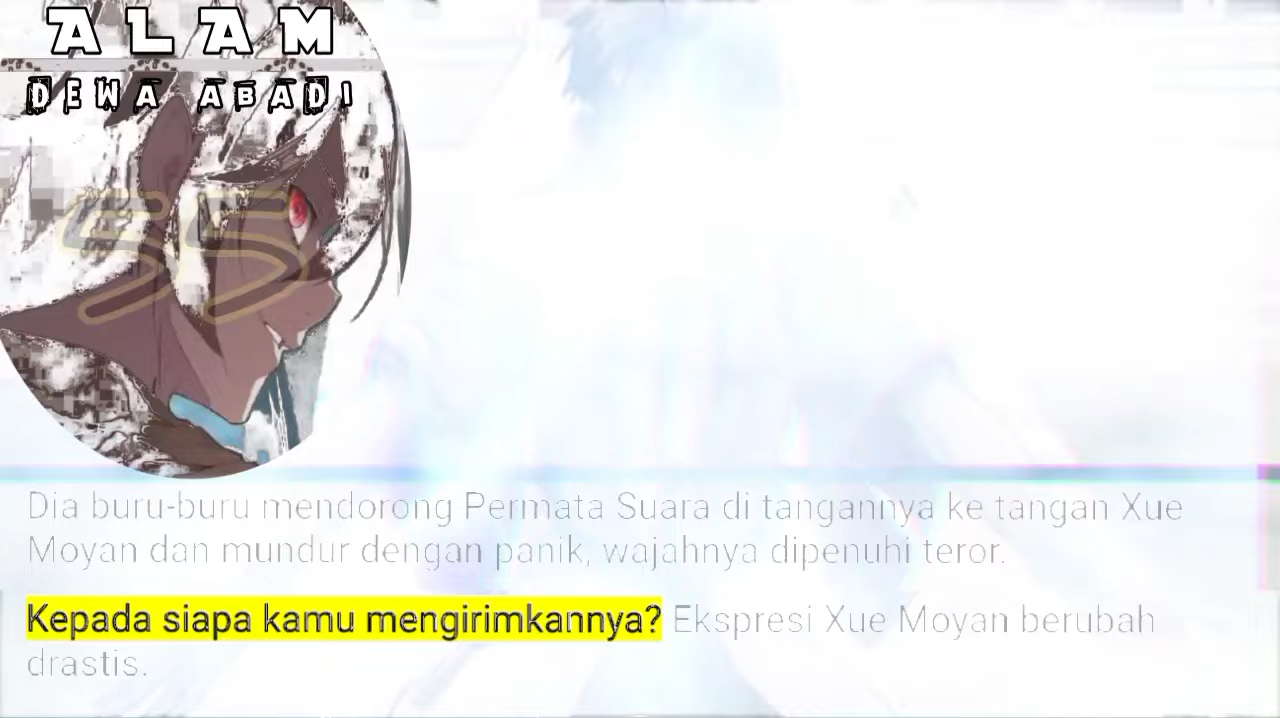 ALAM
DEWA ABADI
55
Dia buru-buru mendorong Permata Suara di tangannya ke tangan Xue
Moyan dan mundur dengan panik, wajahnya dipenuhi teror.
Kepada siapa kamu mengirimkannya? Ekspresi Xue Moyan berubah
drastis.